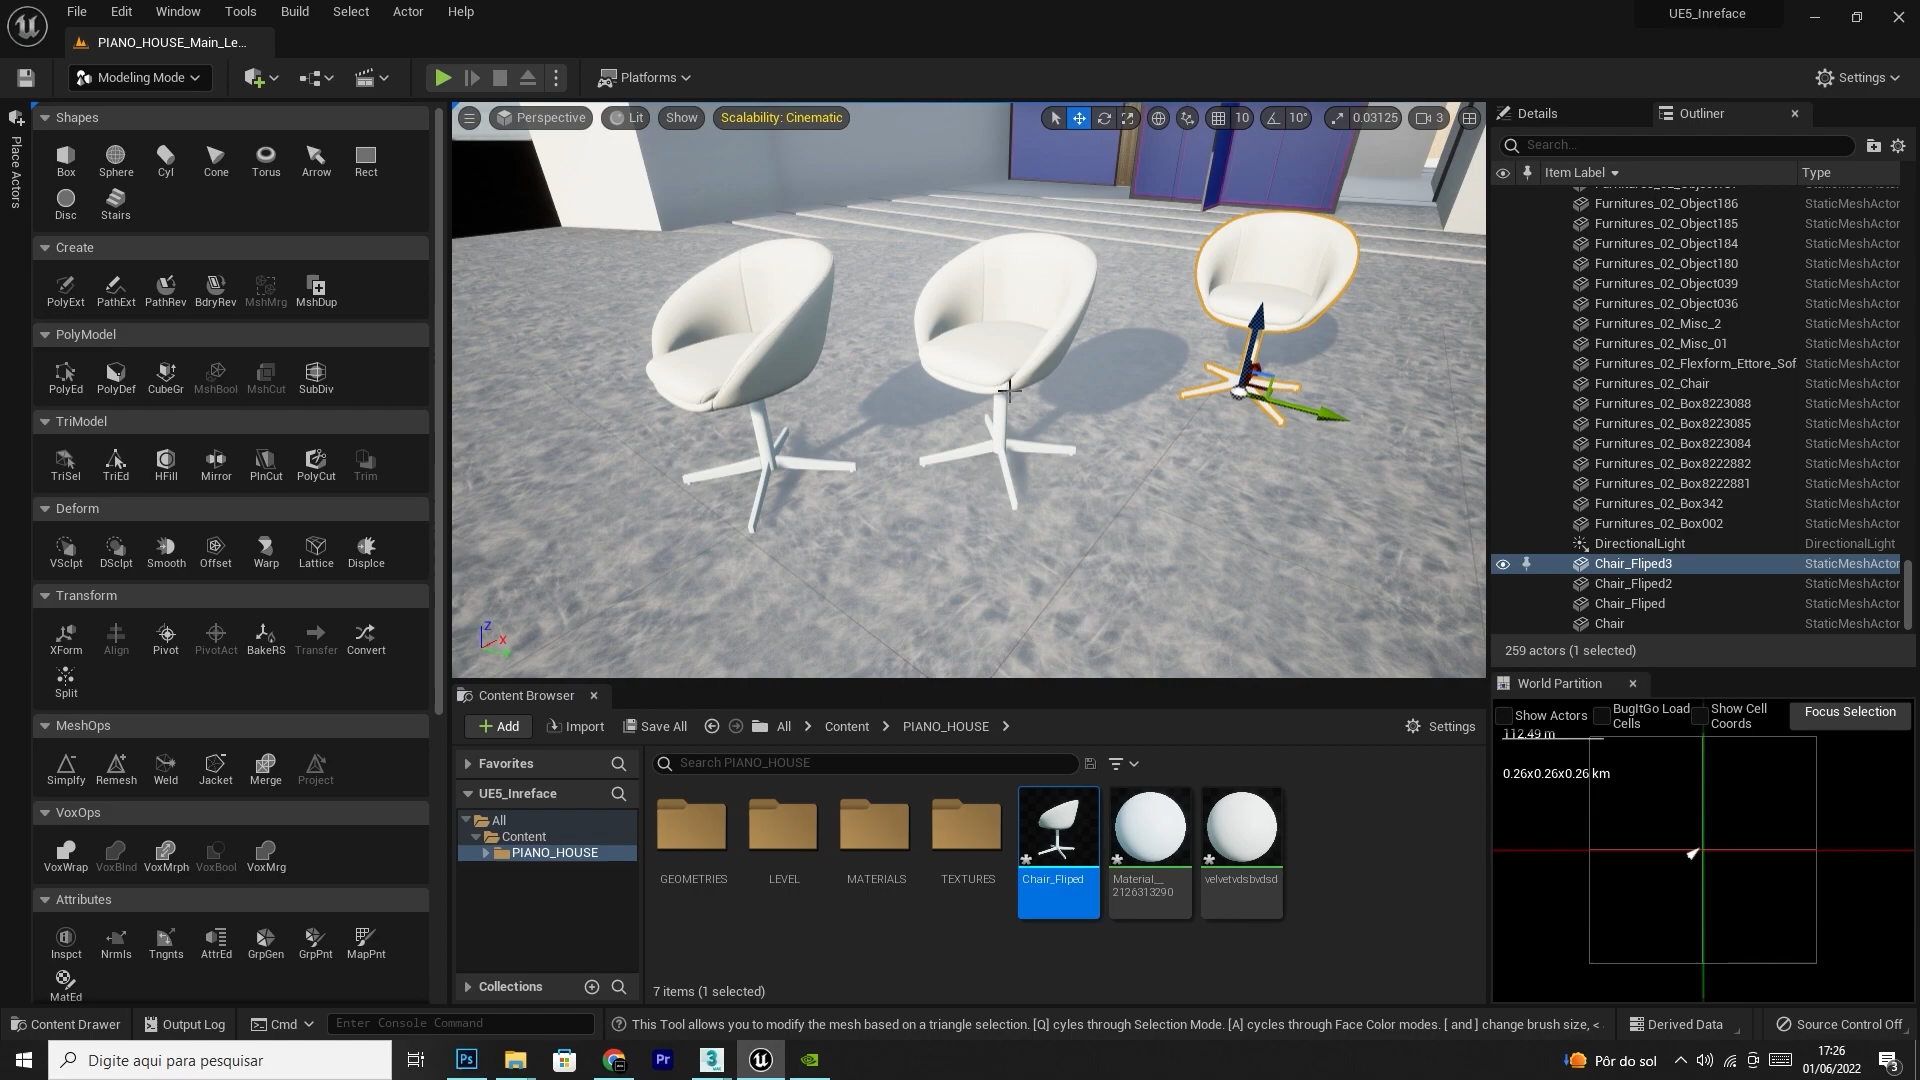 File Edit Window Tools Build Select Actor Help
UE5_Inreface
PIANO_HOUSE_Main_Le...
Modeling Mode
Platforms
Settings
Place Actors
Shapes
Box Sphere Cyl Cone Torus Arrow Rect
Disc Stairs
Create
PolyExt PathExt PathRev BdryRev MshMrg MshDup
PolyModel
PolyEd PolyDef CubeGr MshBool MshCut SubDiv
TriModel
TriSel TriEd HFill Mirror PlnCut PolyCut Trim
Deform
VSclpt DSclpt Smooth Offset Warp Lattice Displce
Transform
XForm Align Pivot PivotAct BakeRS Transfer Convert
Split
MeshOps
Simplfy Remesh Weld Jacket Merge Project
VoxOps
VoxWrap VoxBlnd VoxMrph VoxBool VoxMrg
Attributes
Inspct Nrmls Tngnts AttrEd GrpGen GrpPnt MapPnt
MatEd
Perspective Lit Show Scalability: Cinematic 10 10° 0.03125 3
Z
X
Details Outliner
Search...
Item Label Type
Furnitures_02_Object186 StaticMeshActor
Furnitures_02_Object185 StaticMeshActor
Furnitures_02_Object184 StaticMeshActor
Furnitures_02_Object180 StaticMeshActor
Furnitures_02_Object039 StaticMeshActor
Furnitures_02_Object036 StaticMeshActor
Furnitures_02_Misc_2 StaticMeshActor
Furnitures_02_Misc_01 StaticMeshActor
Furnitures_02_Flexform_Ettore_Sof StaticMeshActor
Furnitures_02_Chair StaticMeshActor
Furnitures_02_Box8223088 StaticMeshActor
Furnitures_02_Box8223085 StaticMeshActor
Furnitures_02_Box8223084 StaticMeshActor
Furnitures_02_Box8222882 StaticMeshActor
Furnitures_02_Box8222881 StaticMeshActor
Furnitures_02_Box342 StaticMeshActor
Furnitures_02_Box002 StaticMeshActor
DirectionalLight DirectionalLight
Chair_Fliped3 StaticMeshActor
Chair_Fliped2 StaticMeshActor
Chair_Fliped StaticMeshActor
Chair StaticMeshActor
259 actors (1 selected)
World Partition
Show Actors BugItGo Load Cells Show Cell Coords Focus Selection
112.49 m
0.26x0.26x0.26 km
Content Browser
Add Import Save All All Content PIANO_HOUSE Settings
Favorites
UE5_Inreface
All
Content
PIANO_HOUSE
Collections
Search PIANO_HOUSE
GEOMETRIES LEVEL MATERIALS TEXTURES Chair_Fliped Material__ velvetvdsbvdsd
2126313290
7 items (1 selected)
Content Drawer Output Log Cmd Enter Console Command This Tool allows you to modify the mesh based on a triangle selection. [Q] cyles through Selection Mode. [A] cycles through Face Color modes. [ and ] change brush size, < Derived Data Source Control Off
Digite aqui para pesquisar
Ps
Pr
3
Pôr do sol
17:26
01/06/2022
3